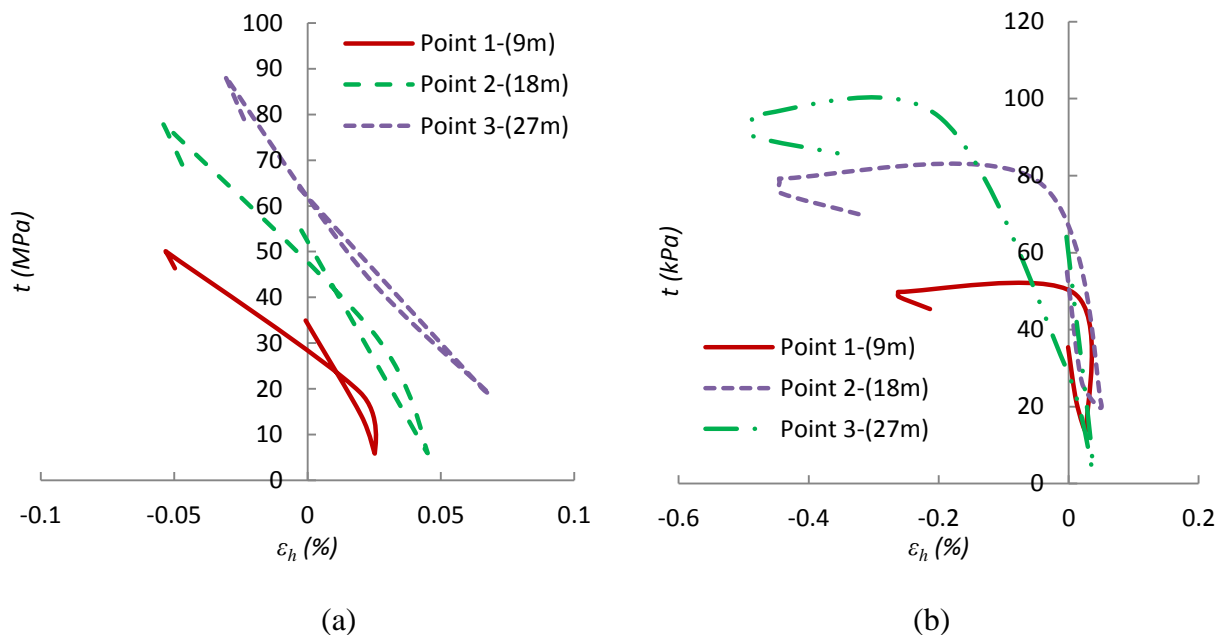 100
90
80
70
60
50
40
30
20
10
0
-0.1
-0.05
0
0.05
0.1
t (MPa)
εh (%)
Point 1-(9m)
Point 2-(18m)
Point 3-(27m)
(a)
120
100
80
60
40
20
0
-0.6
-0.4
-0.2
0
0.2
t (kPa)
εh (%)
Point 1-(9m)
Point 2-(18m)
Point 3-(27m)
(b)